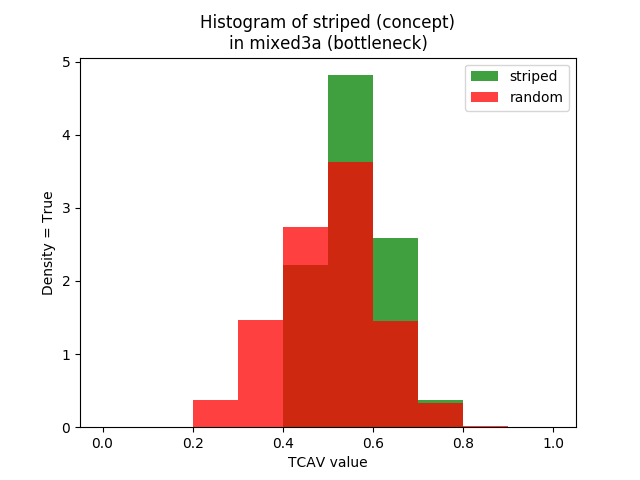 Histogram of striped (concept)
in mixed3a (bottleneck)
striped
random
Density = True
5
4
3
2
1
0
0.0 0.2 0.4 0.6 0.8 1.0
TCAV value